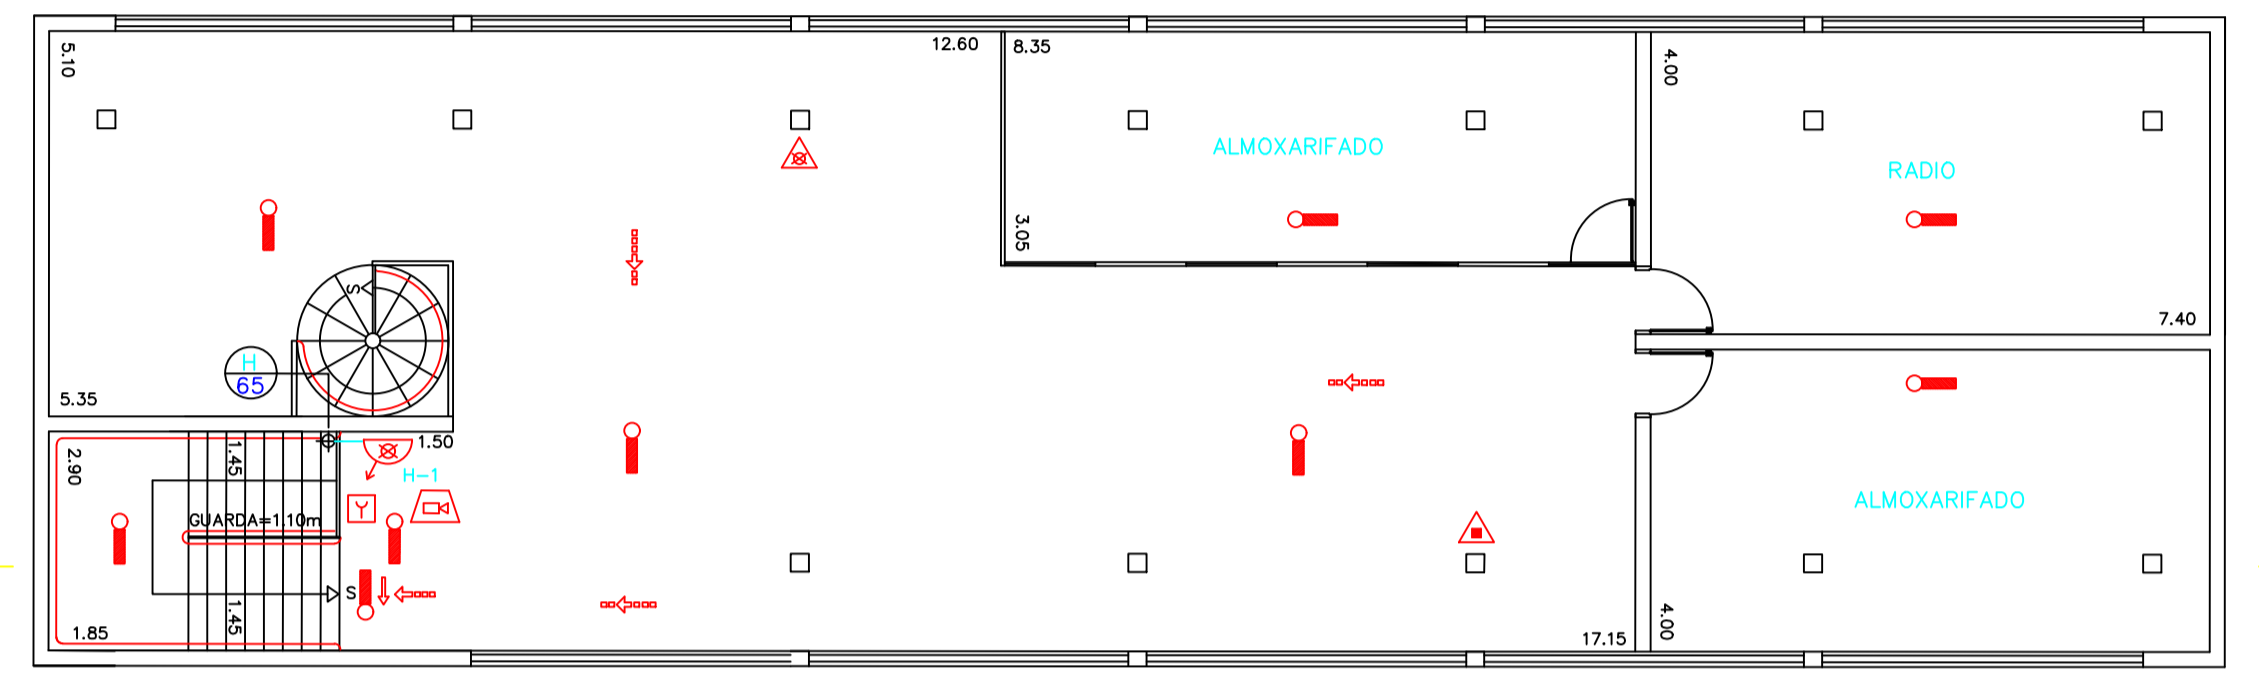 5.10
12.60
8.35
4.00
ALMOXARIFADO
RADIO
3.05
S
7.40
H
65
5.35
1.50
2.90
1.45
H-1
GUARDA=1.10m
ALMOXARIFADO
S
1.45
1.85
17.15
4.00